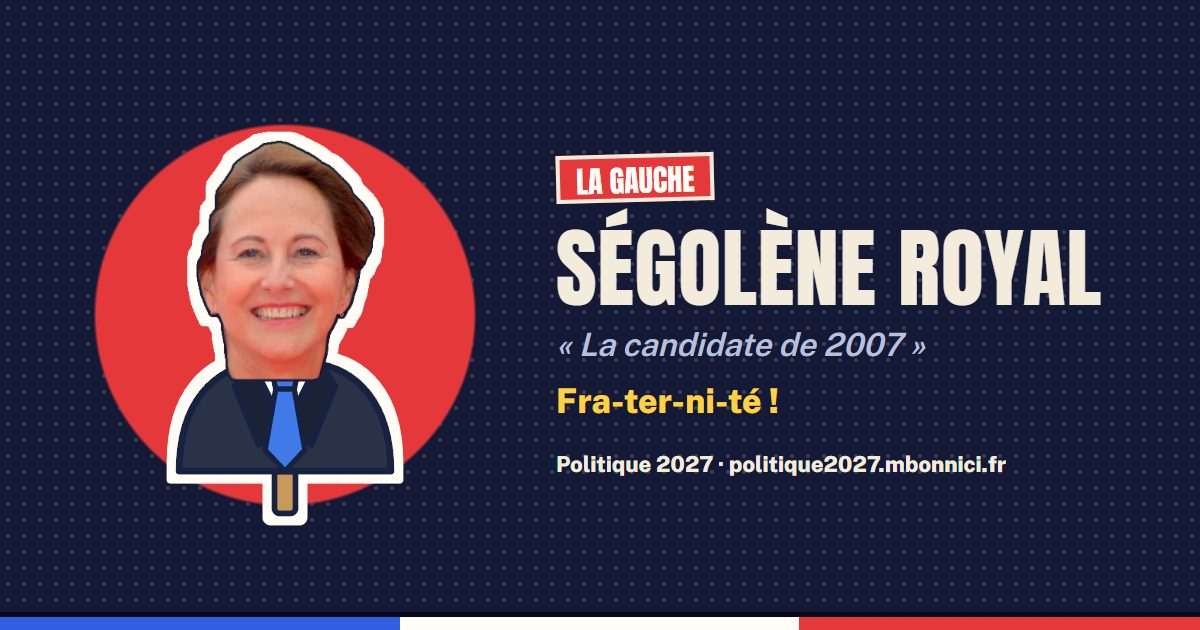 LA GAUCHE
SÉGOLÈNE ROYAL
« La candidate de 2007 »
Fra-ter-ni-té !
Politique 2027 · politique2027.mbonnici.fr